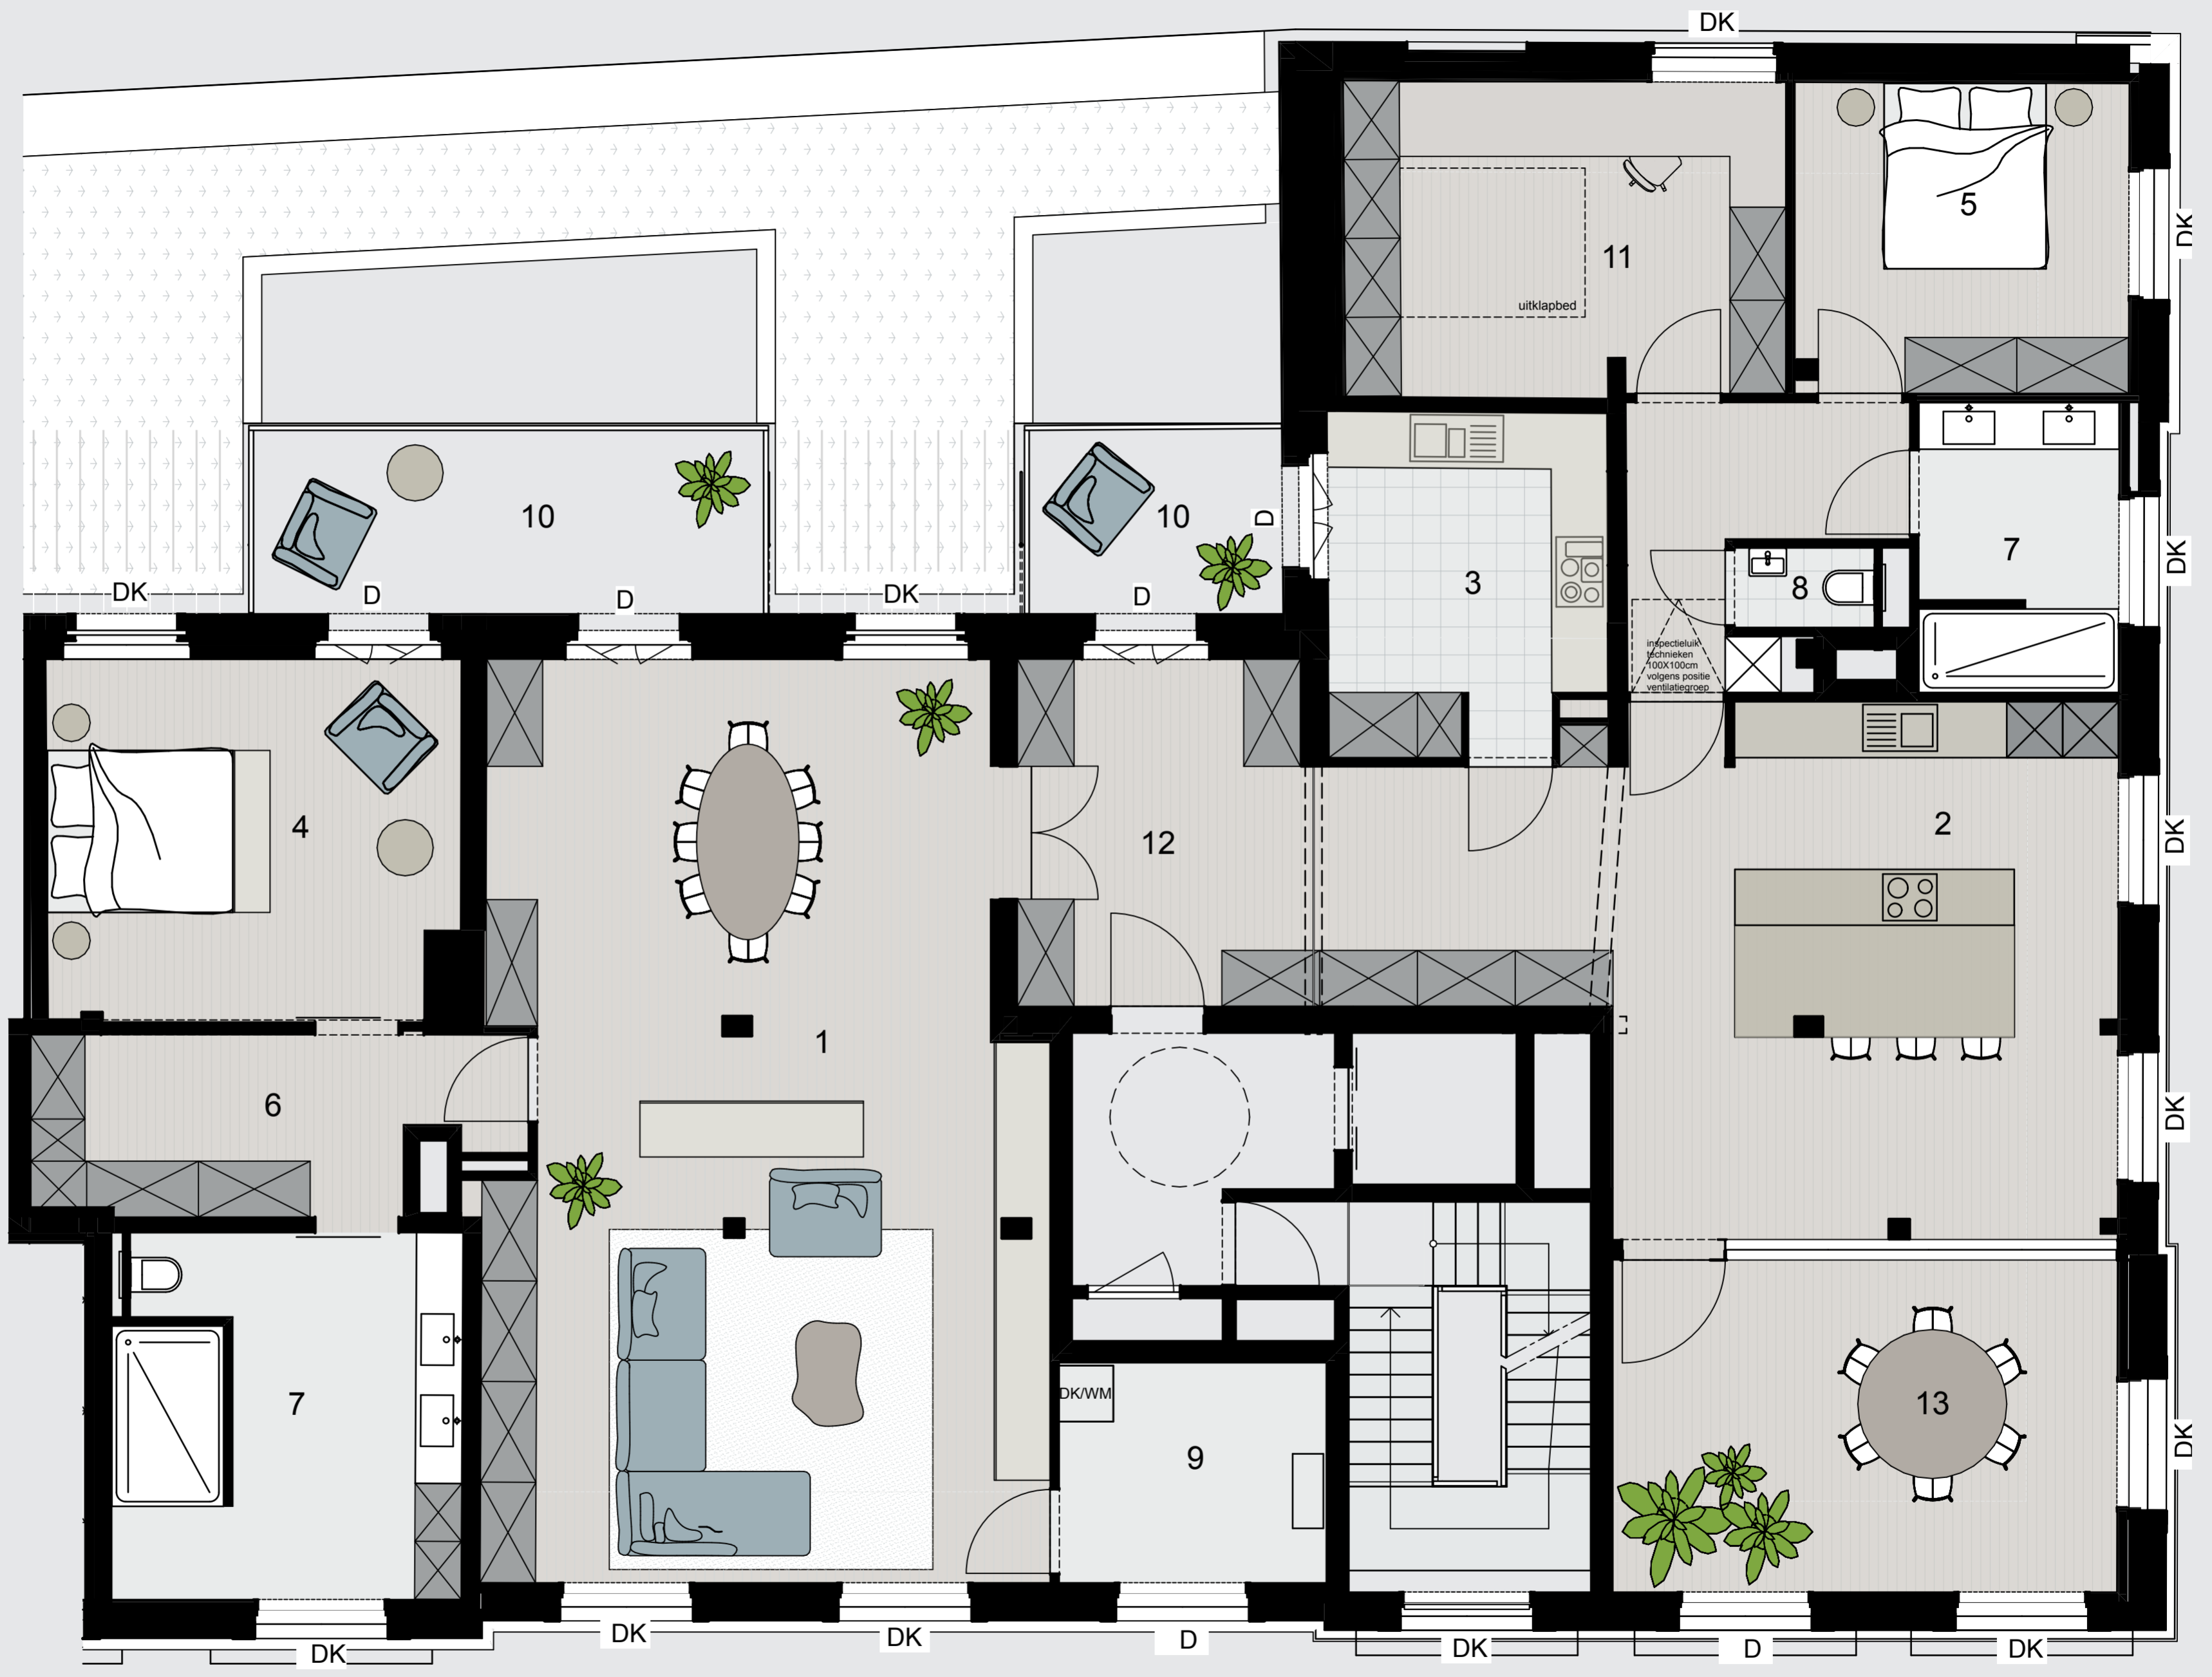 DK
5
DK
11
uitklapbed
10
10
D
3
7
DK
8
DK
D
D
DK
D
inspectieluik
technieken
100X100cm
volgens positie
ventilatiegroep
4
12
2
DK
1
6
DK
DK/WM
7
9
13
DK
DK
DK
DK
D
DK
D
DK